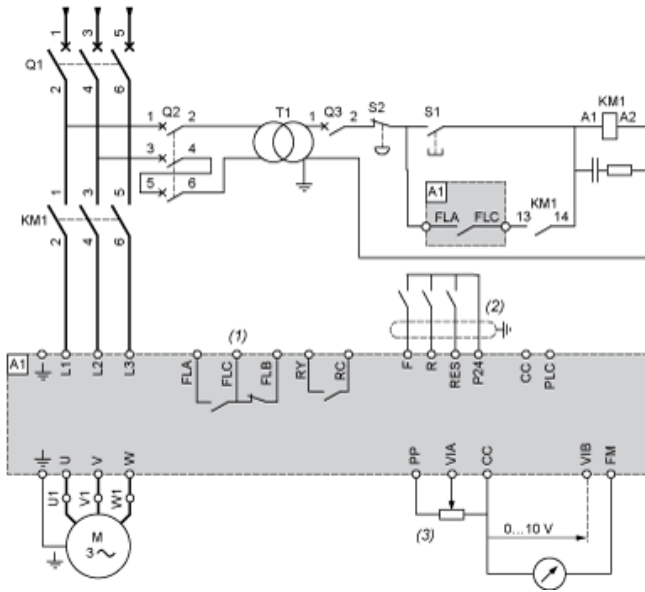 1 3 5
Q1
2 4 6
Q2 T1 Q3 S2 S1 KM1
1 2 1 2 A1 A2
3 4
5 6
A1
FLA FLC 13 KM1 14
1 3 5
KM1
2 4 6
(1) (2)
A1 L1 L2 L3 FLA FLC FLB RY RC F R RES P24 CC PLC
U V W PP VIA CC VIB FM
U1 V1 W1
M
3
(3)
0...10 V